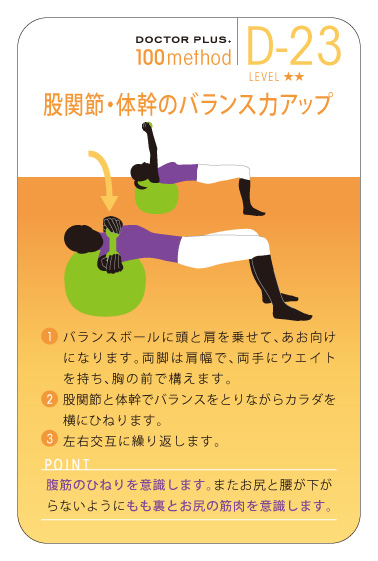 DOCTOR PLUS.
100method
D-23
LEVEL ★★
股関節・体幹のバランス力アップ
1 バランスボールに頭と肩を乗せて、あお向け
になります。両脚は肩幅で、両手にウエイト
を持ち、胸の前で構えます。
2 股関節と体幹でバランスをとりながらカラダを
横にひねります。
3 左右交互に繰り返します。
POINT
腹筋のひねりを意識します。またお尻と腰が下が
らないようにもも裏とお尻の筋肉を意識します。